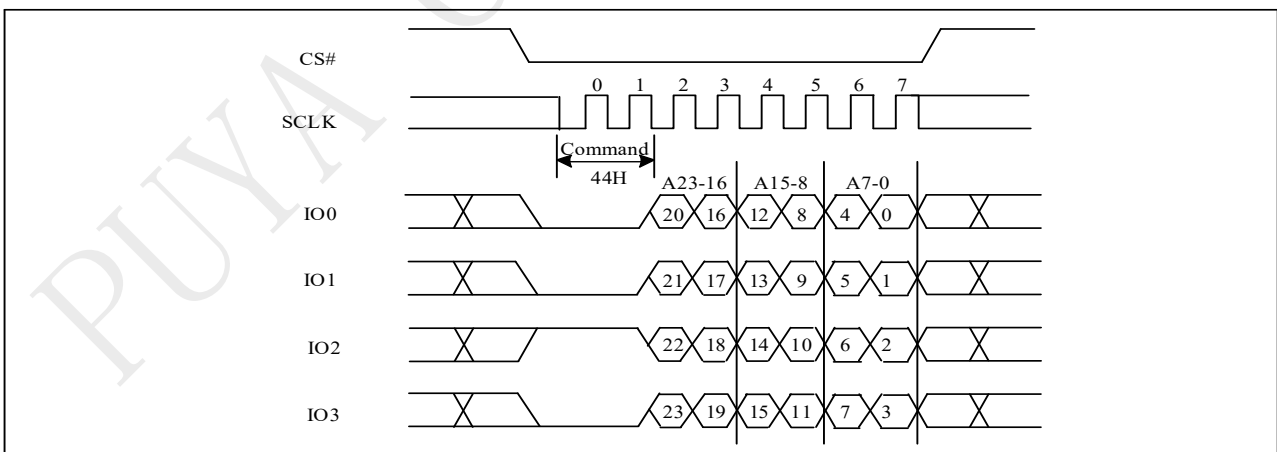 CS#
0 1 2 3 4 5 6 7
SCLK
Command
44H
A23-16 A15-8 A7-0
IO0 20 16 12 8 4 0
IO1 21 17 13 9 5 1
IO2 22 18 14 10 6 2
IO3 23 19 15 11 7 3
PUYA